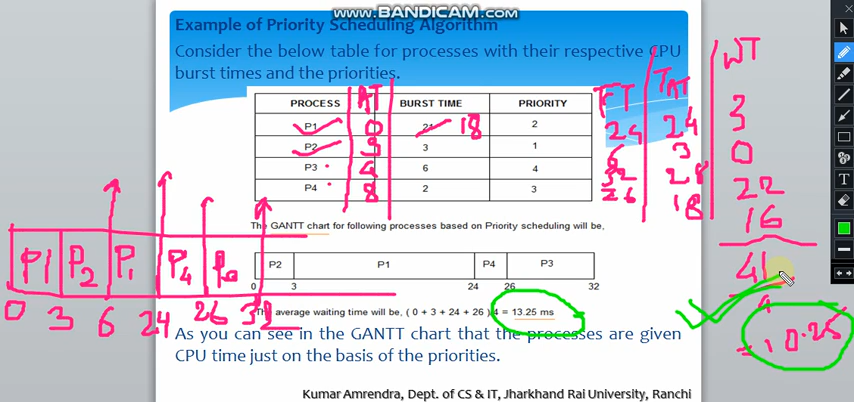 www.BANDICAM.com
Example of Priority Scheduling Algorithm
Consider the below table for processes with their respective CPU
burst times and the priorities.
PROCESS AT BURST TIME PRIORITY FT TAT WT
P1 0 21 18 2 24 24 3
P2 3 3 1 6 3 0
P3 4 6 4 32 28 22
P4 8 2 3 26 18 16
41
4
= 10.25
The GANTT chart for following processes based on Priority scheduling will be,
P1 P2 P1 P4
0 3 6 24 26 32
P2 P1 P4 P3
0 3 24 26 32
The average waiting time will be, ( 0 + 3 + 24 + 26 )/4 = 13.25 ms
As you can see in the GANTT chart that the processes are given
CPU time just on the basis of the priorities.
Kumar Amrendra, Dept. of CS & IT, Jharkhand Rai University, Ranchi